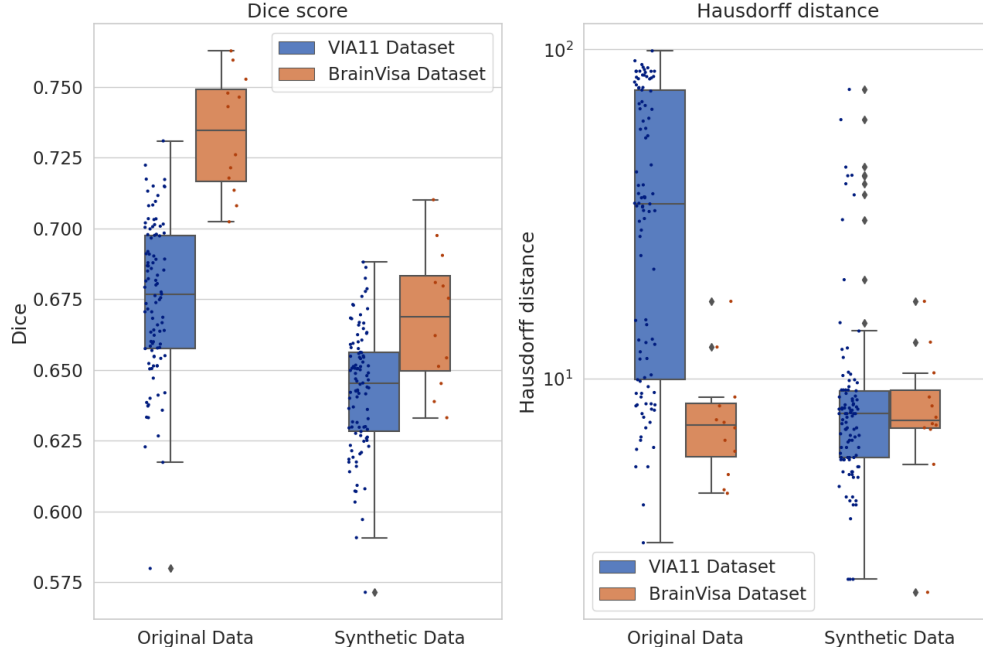 Dice score
Dice
0.750
0.725
0.700
0.675
0.650
0.625
0.600
0.575
VIA11 Dataset
BrainVisa Dataset
Original Data
Synthetic Data
Hausdorff distance
Hausdorff distance
10²
10¹
VIA11 Dataset
BrainVisa Dataset
Original Data
Synthetic Data